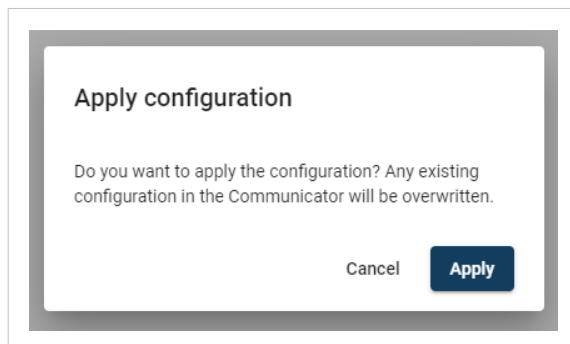 Apply configuration
Do you want to apply the configuration? Any existing
configuration in the Communicator will be overwritten.
Cancel Apply